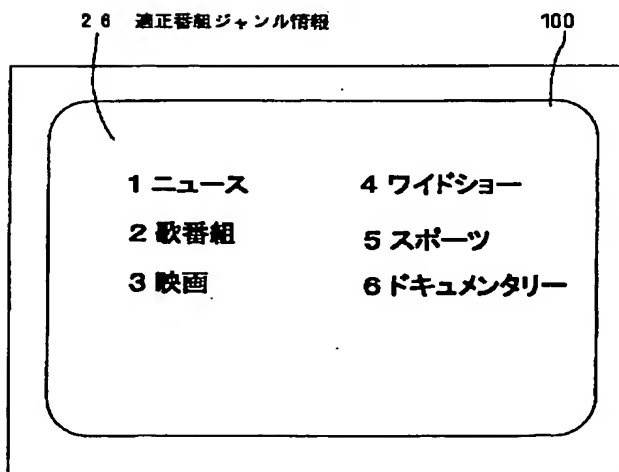 26 適正番組ジャンル情報 100
1 ニュース 4 ワイドショー
2 歌番組 5 スポーツ
3 映画 6 ドキュメンタリー